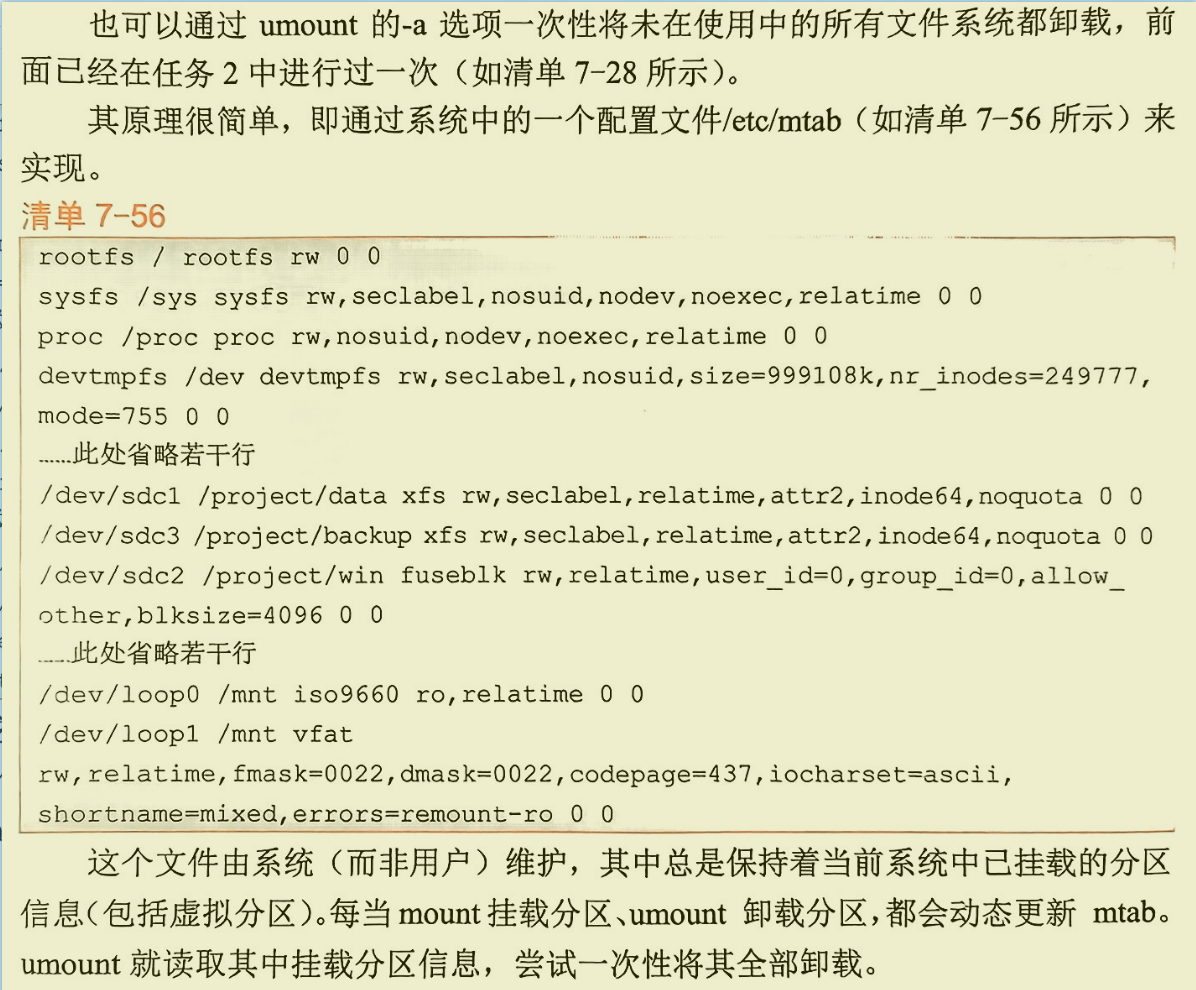 也可以通过 umount 的-a 选项一次性将未在使用中的所有文件系统都卸载，前
面已经在任务 2 中进行过一次（如清单 7-28 所示）。
其原理很简单，即通过系统中的一个配置文件/etc/mtab（如清单 7-56 所示）来
实现。
清单 7-56
rootfs / rootfs rw 0 0
sysfs /sys sysfs rw,seclabel,nosuid,nodev,noexec,relatime 0 0
proc /proc proc rw,nosuid,nodev,noexec,relatime 0 0
devtmpfs /dev devtmpfs rw,seclabel,nosuid,size=999108k,nr_inodes=249777,
mode=755 0 0
……此处省略若干行
/dev/sdc1 /project/data xfs rw,seclabel,relatime,attr2,inode64,noquota 0 0
/dev/sdc3 /project/backup xfs rw,seclabel,relatime,attr2,inode64,noquota 0 0
/dev/sdc2 /project/win fuseblk rw,relatime,user_id=0,group_id=0,allow_
other,blksize=4096 0 0
……此处省略若干行
/dev/loop0 /mnt iso9660 ro,relatime 0 0
/dev/loop1 /mnt vfat
rw,relatime,fmask=0022,dmask=0022,codepage=437,iocharset=ascii,
shortname=mixed,errors=remount-ro 0 0
这个文件由系统（而非用户）维护，其中总是保持着当前系统中已挂载的分区
信息（包括虚拟分区）。每当 mount 挂载分区、umount 卸载分区，都会动态更新 mtab。
umount 就读取其中挂载分区信息，尝试一次性将其全部卸载。